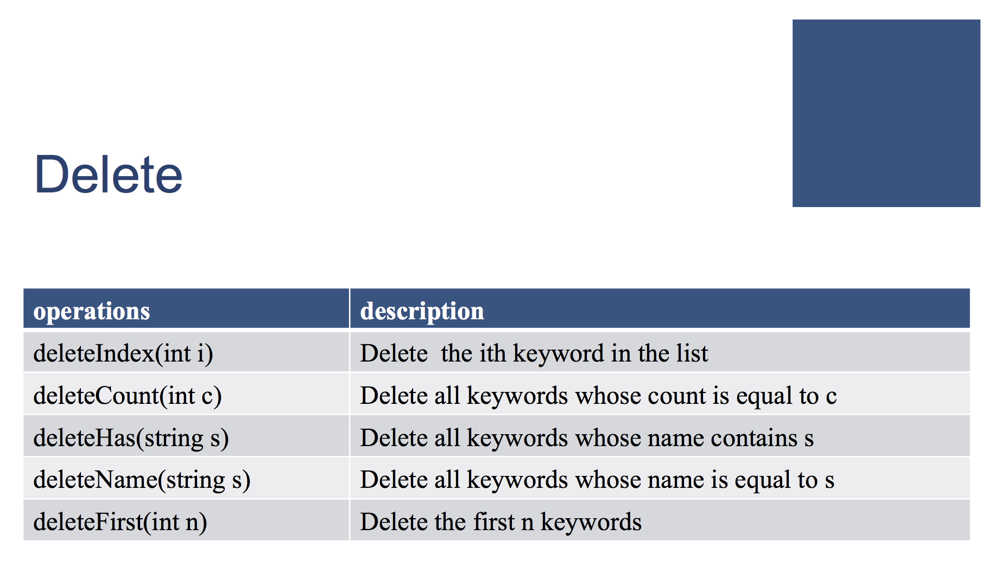 Delete
operations description
deleteIndex(int i) Delete  the ith keyword in the list
deleteCount(int c) Delete all keywords whose count is equal to c
deleteHas(string s) Delete all keywords whose name contains s
deleteName(string s) Delete all keywords whose name is equal to s
deleteFirst(int n) Delete the first n keywords